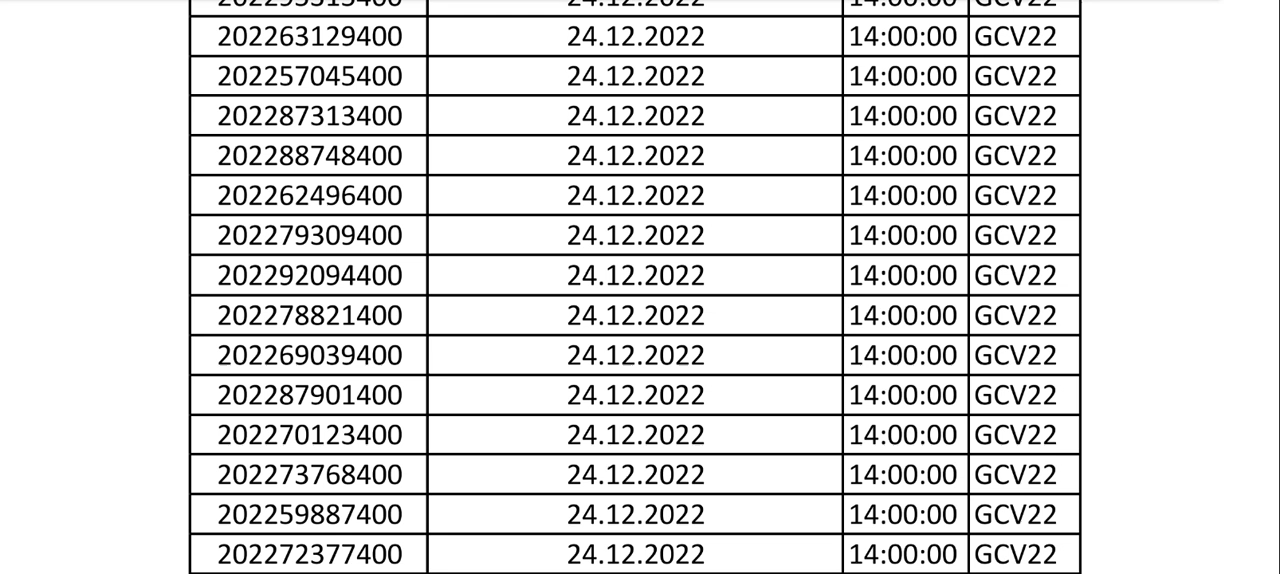 202263129400 24.12.2022 14:00:00 GCV22
202257045400 24.12.2022 14:00:00 GCV22
202287313400 24.12.2022 14:00:00 GCV22
202288748400 24.12.2022 14:00:00 GCV22
202262496400 24.12.2022 14:00:00 GCV22
202279309400 24.12.2022 14:00:00 GCV22
202292094400 24.12.2022 14:00:00 GCV22
202278821400 24.12.2022 14:00:00 GCV22
202269039400 24.12.2022 14:00:00 GCV22
202287901400 24.12.2022 14:00:00 GCV22
202270123400 24.12.2022 14:00:00 GCV22
202273768400 24.12.2022 14:00:00 GCV22
202259887400 24.12.2022 14:00:00 GCV22
202272377400 24.12.2022 14:00:00 GCV22